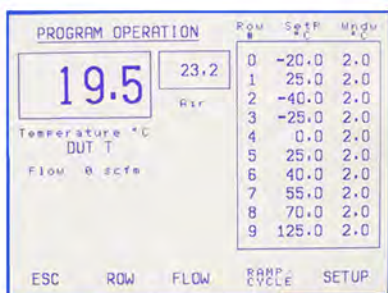 PROGRAM OPERATION
19.5
23.2
Air
Temperature °C
DUT T
Flow 0 scfm
Row SetP Wndw
# °C °C
0 -20.0 2.0
1 25.0 2.0
2 -40.0 2.0
3 -25.0 2.0
4 0.0 2.0
5 25.0 2.0
6 40.0 2.0
7 55.0 2.0
8 70.0 2.0
9 125.0 2.0
ESC ROW FLOW RAMP CYCLE SETUP